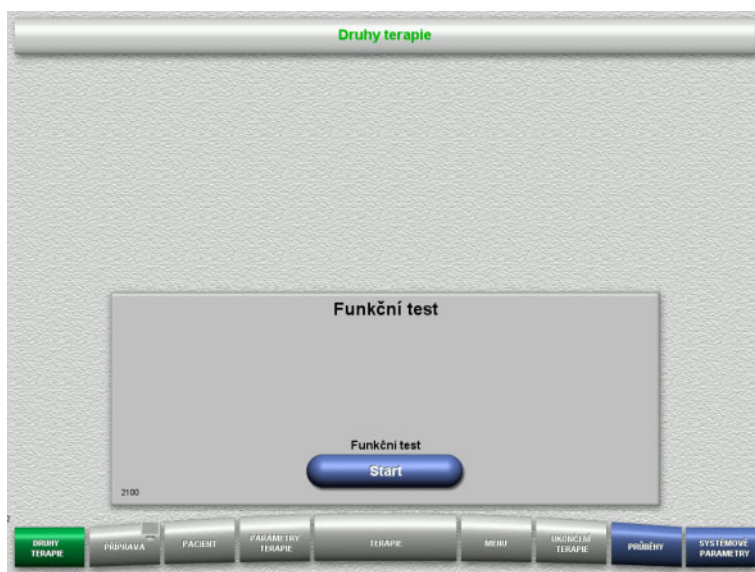 Druhy terapie
Funkční test
Funkční test
Start
2100
2
DRUHY
TERAPIE
PŘÍPRAVA
PACIENT
PARAMETRY
TERAPIE
TERAPIE
MENU
UKONČENÍ
TERAPIE
PRŮBĚHY
SYSTÉMOVÉ
PARAMETRY